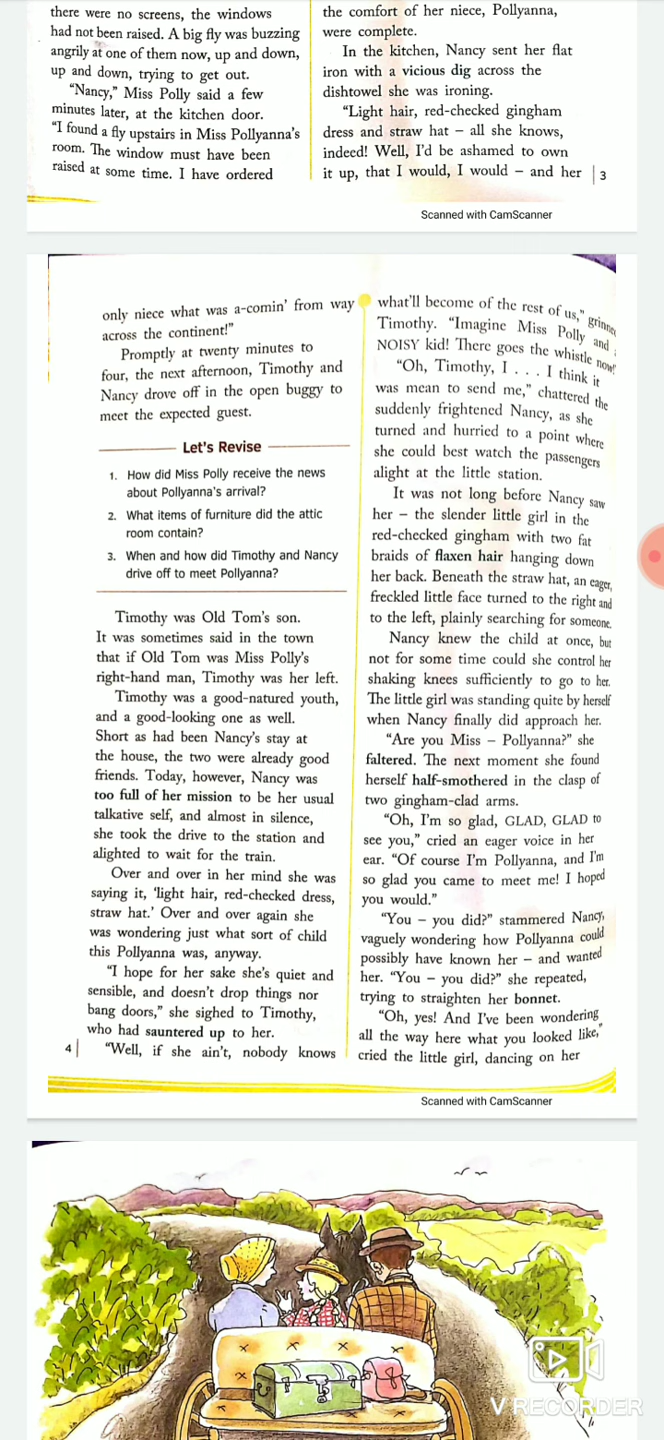 there were no screens, the windows
had not been raised. A big fly was buzzing
angrily at one of them now, up and down,
up and down, trying to get out.
“Nancy,” Miss Polly said a few
minutes later, at the kitchen door.
“I found a fly upstairs in Miss Pollyanna’s
room. The window must have been
raised at some time. I have ordered
the comfort of her niece, Pollyanna,
were complete.
In the kitchen, Nancy sent her flat
iron with a vicious dig across the
dishtowel she was ironing.
“Light hair, red-checked gingham
dress and straw hat – all she knows,
indeed! Well, I’d be ashamed to own
it up, that I would, I would – and her
3
Scanned with CamScanner
only niece what was a-comin’ from way
across the continent!”
Promptly at twenty minutes to
four, the next afternoon, Timothy and
Nancy drove off in the open buggy to
meet the expected guest.
Let's Revise
1. How did Miss Polly receive the news
about Pollyanna's arrival?
2. What items of furniture did the attic
room contain?
3. When and how did Timothy and Nancy
drive off to meet Pollyanna?
Timothy was Old Tom’s son.
It was sometimes said in the town
that if Old Tom was Miss Polly’s
right-hand man, Timothy was her left.
Timothy was a good-natured youth,
and a good-looking one as well.
Short as had been Nancy’s stay at
the house, the two were already good
friends. Today, however, Nancy was
too full of her mission to be her usual
talkative self, and almost in silence,
she took the drive to the station and
alighted to wait for the train.
Over and over in her mind she was
saying it, ‘light hair, red-checked dress,
straw hat.’ Over and over again she
was wondering just what sort of child
this Pollyanna was, anyway.
“I hope for her sake she’s quiet and
sensible, and doesn’t drop things nor
bang doors,” she sighed to Timothy,
who had sauntered up to her.
“Well, if she ain’t, nobody knows
4
what’ll become of the rest of us,”
Timothy. “Imagine Miss Polly and
NOISY kid! There goes the whistle now!
“Oh, Timothy, I . . . I think it
was mean to send me,” chattered the
suddenly frightened Nancy, as she
turned and hurried to a point where
she could best watch the passengers
alight at the little station.
It was not long before Nancy saw
her – the slender little girl in the
red-checked gingham with two fat
braids of flaxen hair hanging down
her back. Beneath the straw hat, an eager,
freckled little face turned to the right and
to the left, plainly searching for someone.
Nancy knew the child at once, but
not for some time could she control her
shaking knees sufficiently to go to her.
The little girl was standing quite by herself
when Nancy finally did approach her.
“Are you Miss – Pollyanna?” she
faltered. The next moment she found
herself half-smothered in the clasp of
two gingham-clad arms.
“Oh, I’m so glad, GLAD, GLAD to
see you,” cried an eager voice in her
ear. “Of course I’m Pollyanna, and I’m
so glad you came to meet me! I hoped
you would.”
“You – you did?” stammered Nancy,
vaguely wondering how Pollyanna could
possibly have known her – and wanted
her. “You – you did?” she repeated,
trying to straighten her bonnet.
“Oh, yes! And I’ve been wondering
all the way here what you looked like,”
cried the little girl, dancing on her
Scanned with CamScanner
V RECORDER